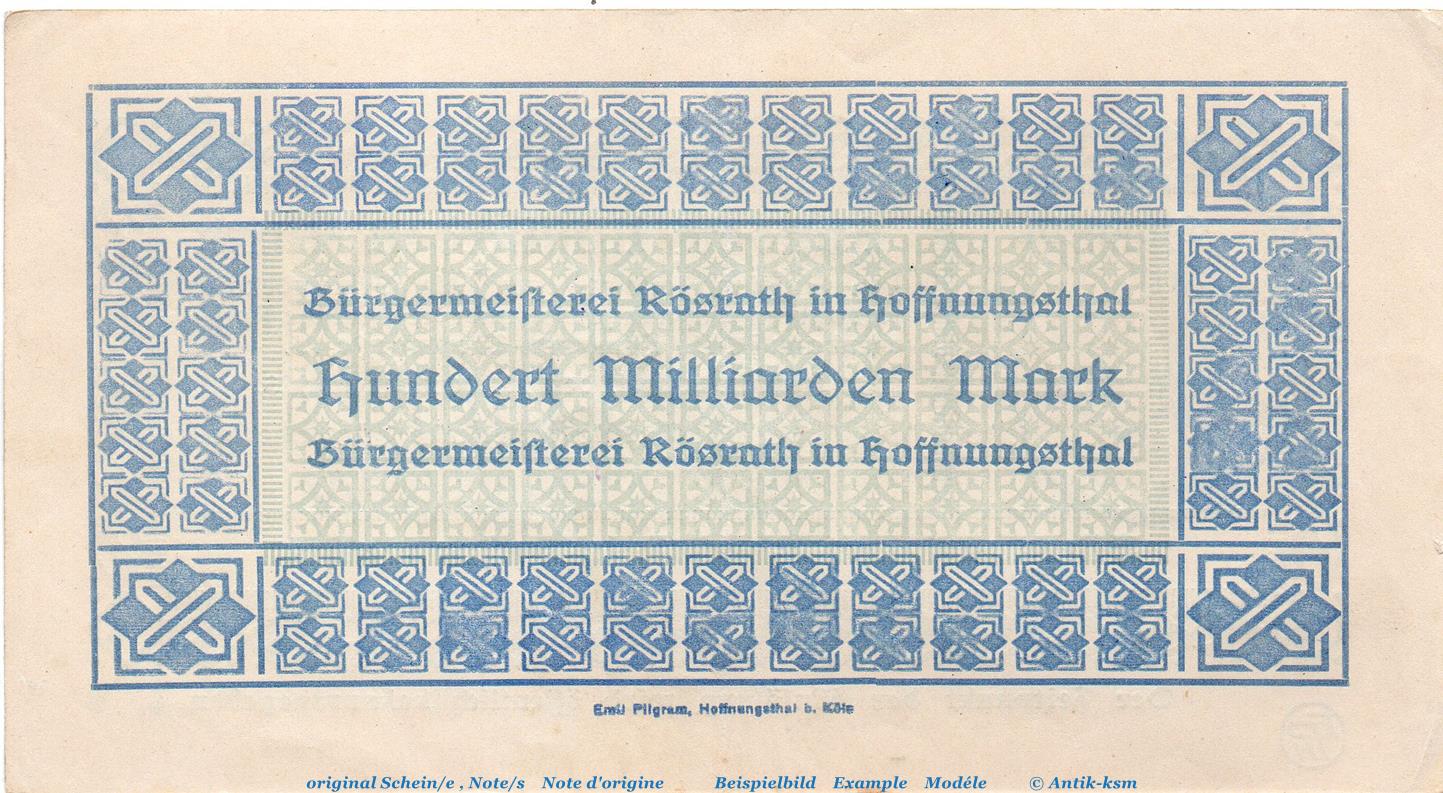 Bürgermeiſterei Rösrath in Hoffnungsthal
Hundert Milliarden Mark
Bürgermeiſterei Rösrath in Hoffnungsthal
Emil Pilgram, Hoffnungsthal b. Köln
original Schein/e , Note/s Note d'origine Beispielbild Example Modéle © Antik-ksm